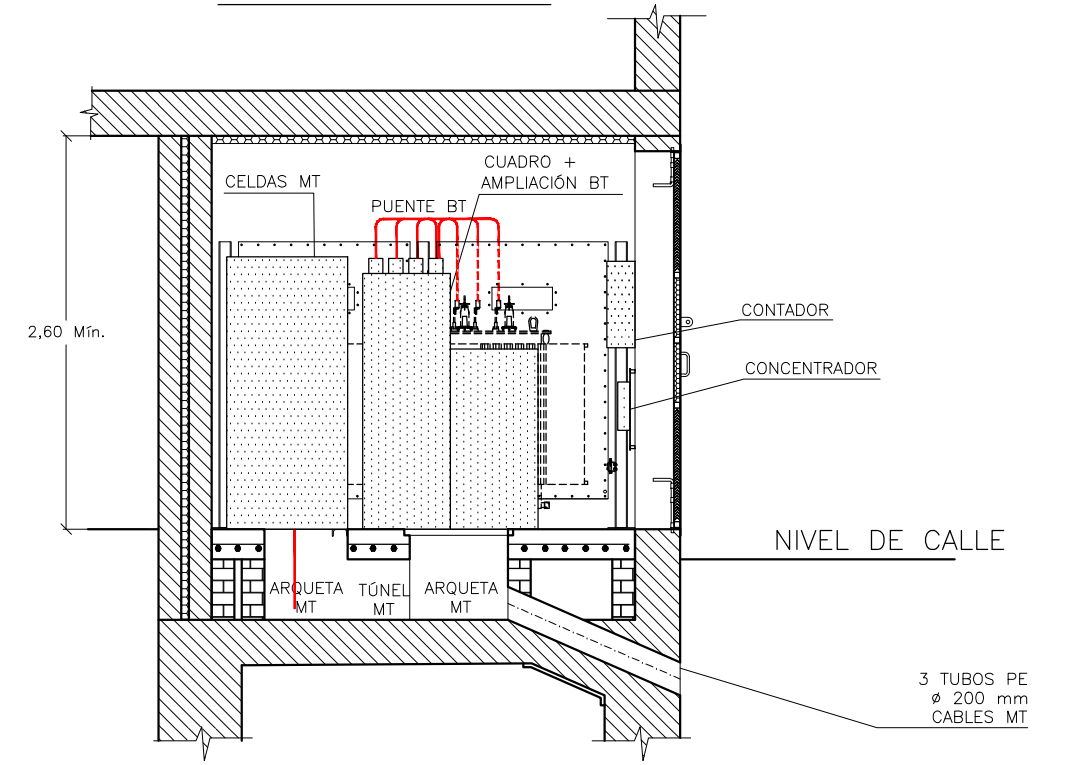 CUADRO +
AMPLIACIÓN BT
CELDAS MT
PUENTE BT
CONTADOR
2,60 Mín.
CONCENTRADOR
NIVEL DE CALLE
ARQUETA
MT
TÚNEL
MT
ARQUETA
MT
3 TUBOS PE
ø 200 mm
CABLES MT